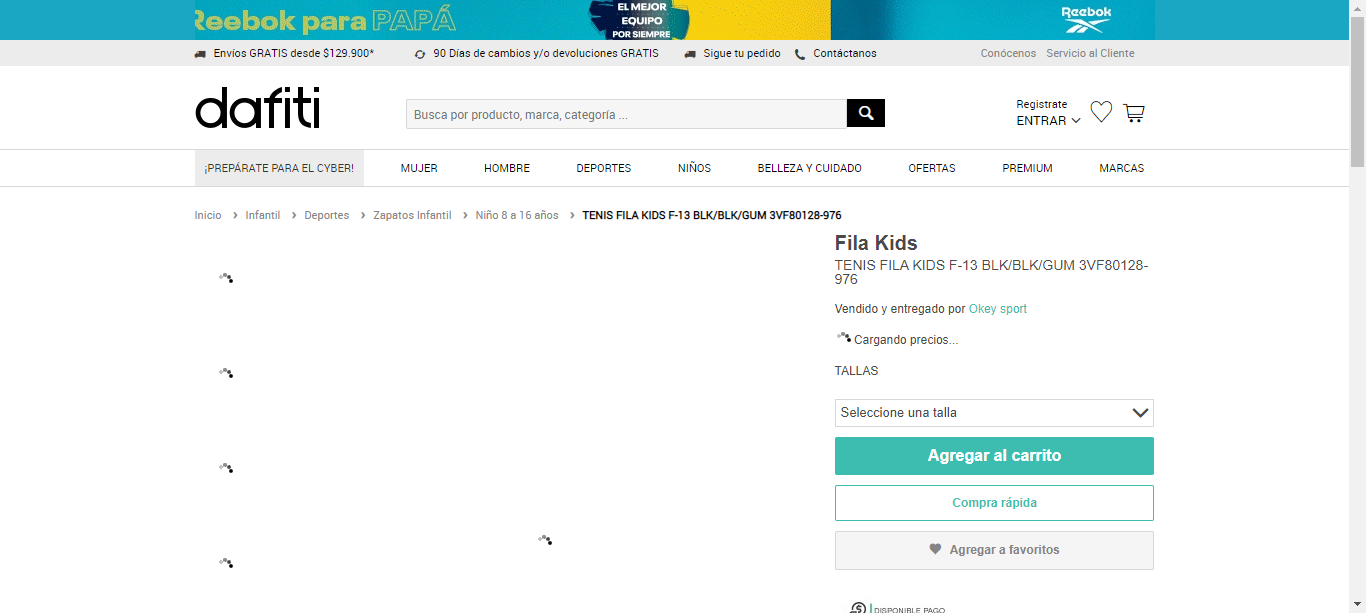 Reebok para PAPÁ
EL MEJOR
EQUIPO
POR SIEMPRE
Reebok
Envíos GRATIS desde $129.900*
90 Días de cambios y/o devoluciones GRATIS
Sigue tu pedido
Contáctanos
Conócenos
Servicio al Cliente
dafiti
Busca por producto, marca, categoría ...
Registrate
ENTRAR
¡PREPÁRATE PARA EL CYBER!
MUJER
HOMBRE
DEPORTES
NIÑOS
BELLEZA Y CUIDADO
OFERTAS
PREMIUM
MARCAS
Inicio > Infantil > Deportes > Zapatos Infantil > Niño 8 a 16 años > TENIS FILA KIDS F-13 BLK/BLK/GUM 3VF80128-976
Fila Kids
TENIS FILA KIDS F-13 BLK/BLK/GUM 3VF80128-
976
Vendido y entregado por Okey sport
Cargando precios...
TALLAS
Seleccione una talla
Agregar al carrito
Compra rápida
Agregar a favoritos
DISPONIBLE PAGO